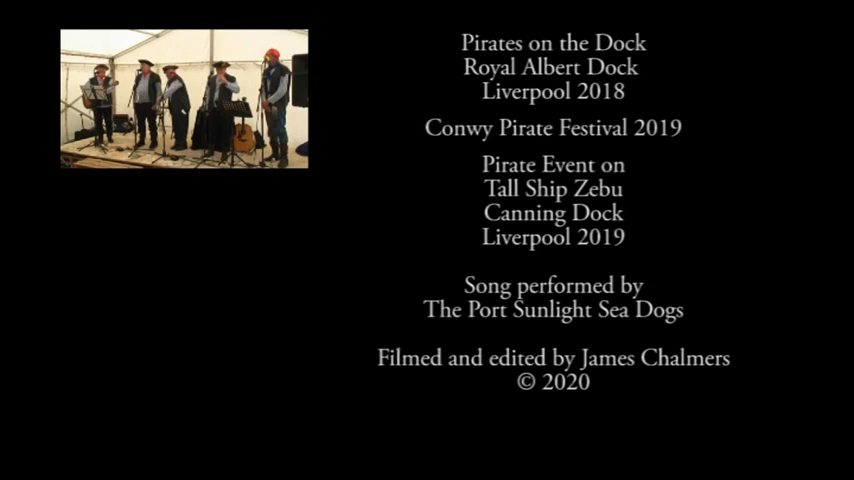 Pirates on the Dock
Royal Albert Dock
Liverpool 2018
Conwy Pirate Festival 2019
Pirate Event on
Tall Ship Zebu
Canning Dock
Liverpool 2019
Song performed by
The Port Sunlight Sea Dogs
Filmed and edited by James Chalmers
© 2020